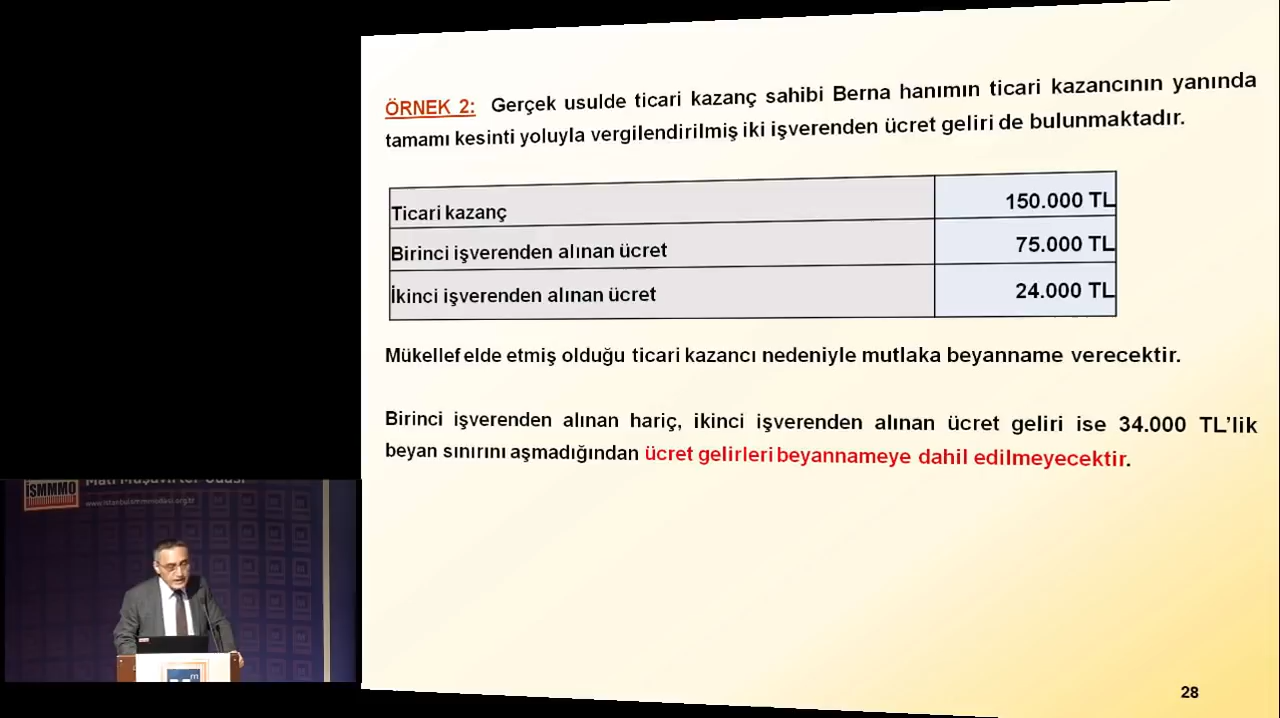 ÖRNEK 2: Gerçek usulde ticari kazanç sahibi Berna hanımın ticari kazancının yanında
tamamı kesinti yoluyla vergilendirilmiş iki işverenden ücret geliri de bulunmaktadır.
Ticari kazanç 150.000 TL
Birinci işverenden alınan ücret 75.000 TL
İkinci işverenden alınan ücret 24.000 TL
Mükellef elde etmiş olduğu ticari kazancı nedeniyle mutlaka beyanname verecektir.
Birinci işverenden alınan hariç, ikinci işverenden alınan ücret geliri ise 34.000 TL'lik
beyan sınırını aşmadığından ücret gelirleri beyannameye dahil edilmeyecektir.
İSMMMO
Mali Müşavirler Odası
www.istanbulsmmmodasi.org.tr
28